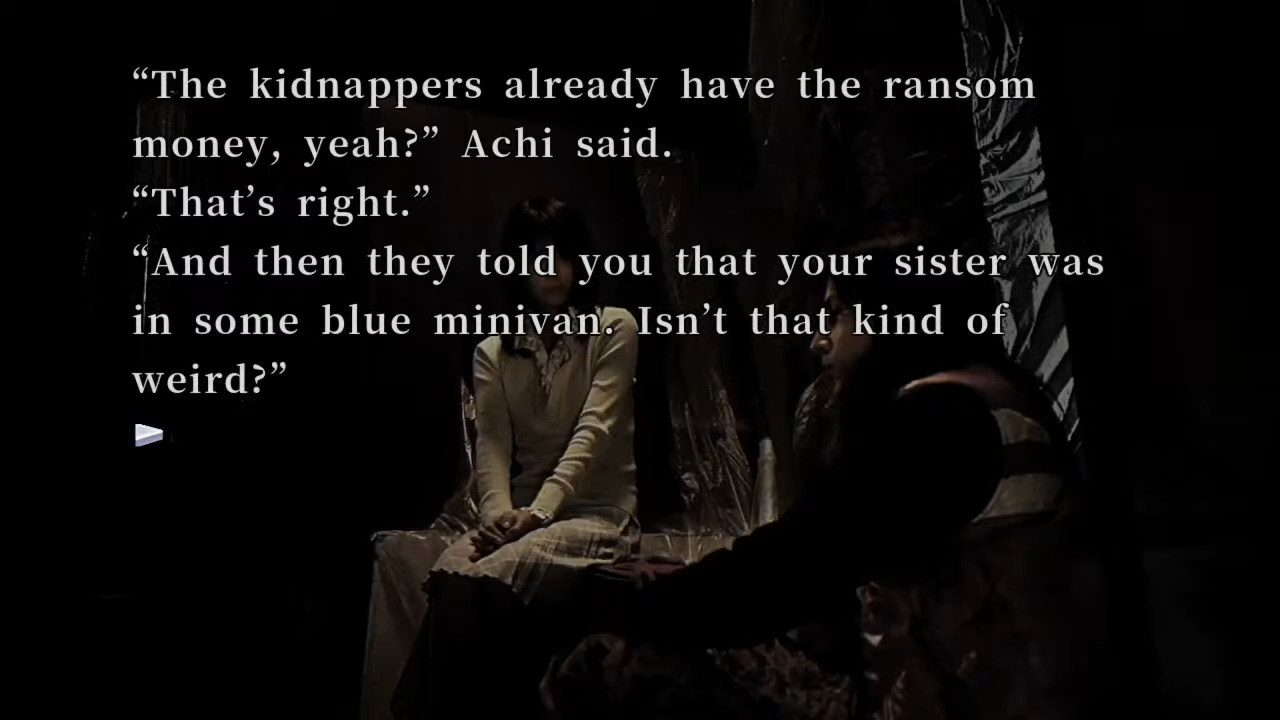 “The kidnappers already have the ransom
money, yeah?” Achi said.
“That’s right.”
“And then they told you that your sister was
in some blue minivan. Isn’t that kind of
weird?”